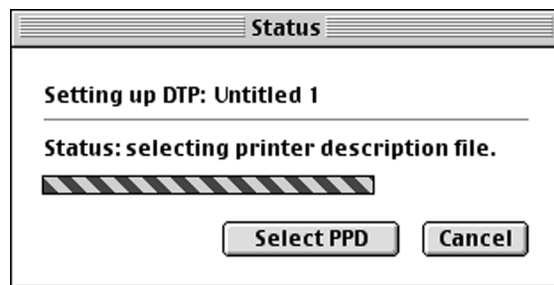 Status
Setting up DTP: Untitled 1
Status: selecting printer description file.
Select PPD Cancel